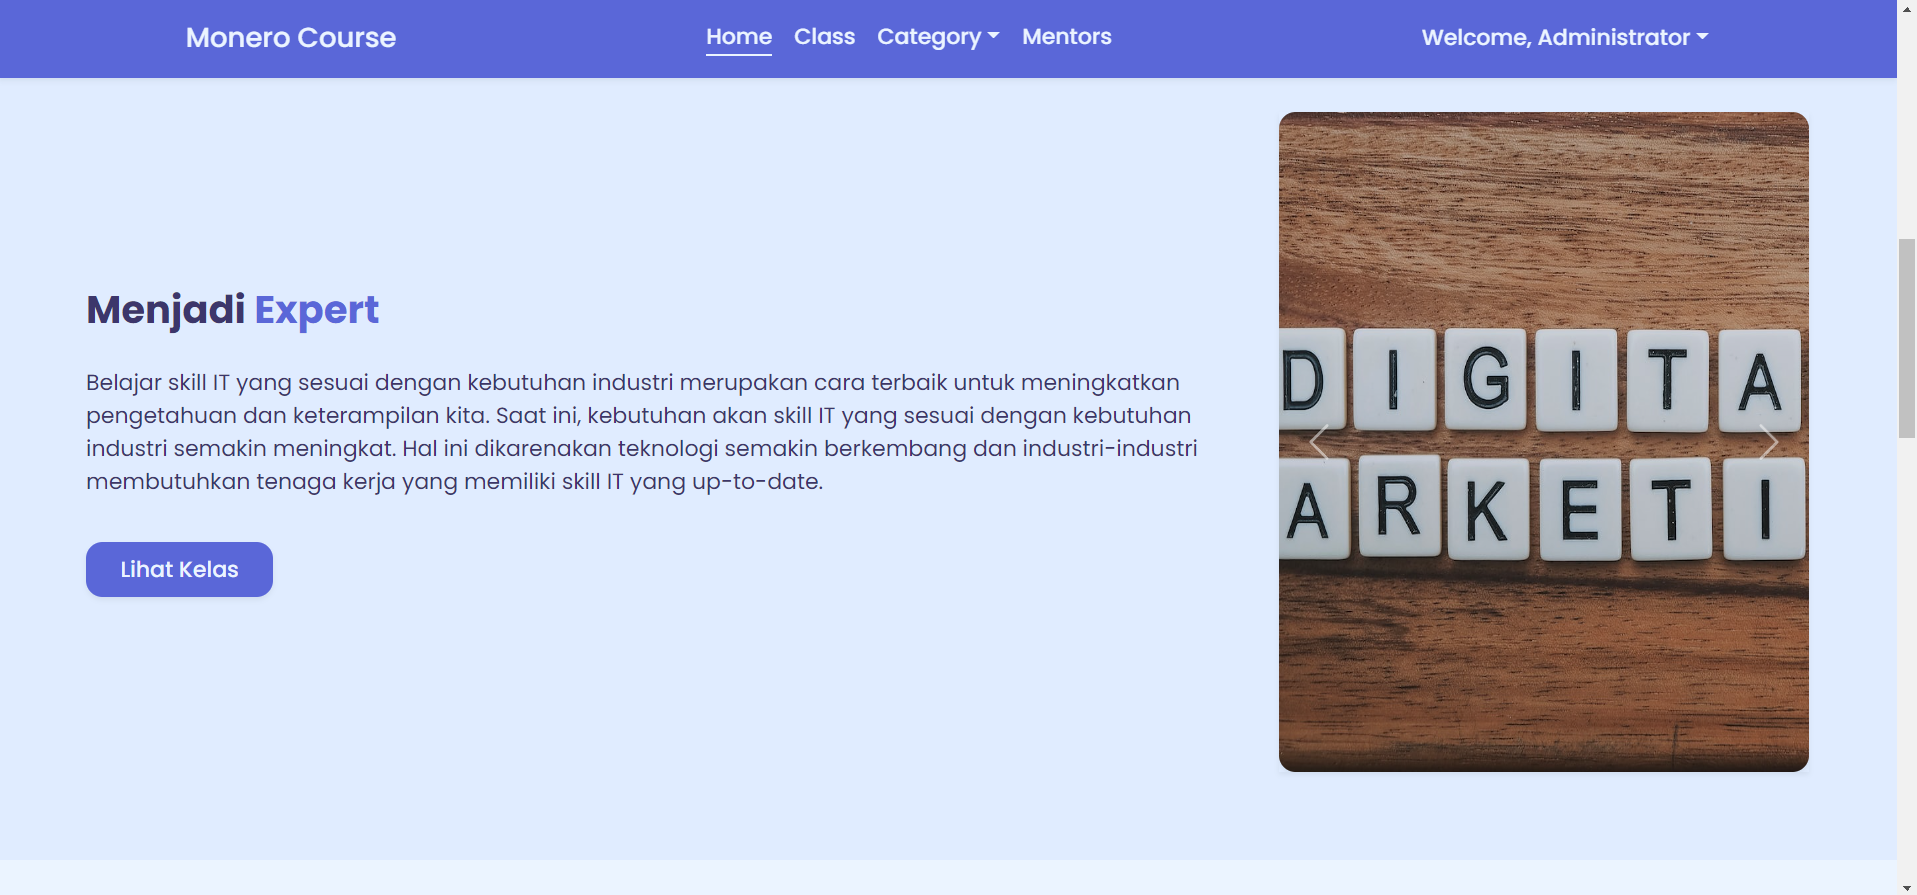 Monero Course
Home Class Category Mentors
Welcome, Administrator
Menjadi Expert
Belajar skill IT yang sesuai dengan kebutuhan industri merupakan cara terbaik untuk meningkatkan
pengetahuan dan keterampilan kita. Saat ini, kebutuhan akan skill IT yang sesuai dengan kebutuhan
industri semakin meningkat. Hal ini dikarenakan teknologi semakin berkembang dan industri-industri
membutuhkan tenaga kerja yang memiliki skill IT yang up-to-date.
Lihat Kelas
DIGITA
ARKETI